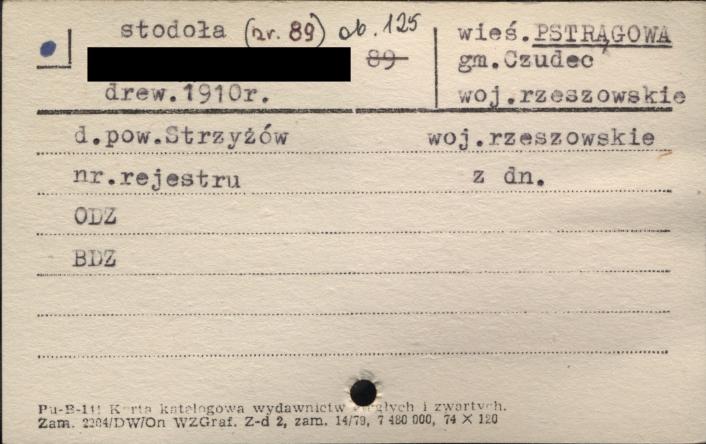 stodoła (nr. 89) ob. 125 wieś. PSTRĄGOWA
89 gm. Czudec
drew. 1910r. woj. rzeszowskie
d.pow. Strzyżów woj. rzeszowskie
nr. rejestru z dn.
ODZ
BDZ
Pu-B-141 Karta katalogowa wydawnictw ciągłych i zwartych.
Zam. 2204/DW/On WZGraf. Z-d 2, zam. 14/79, 7 480 000, 74 X 120